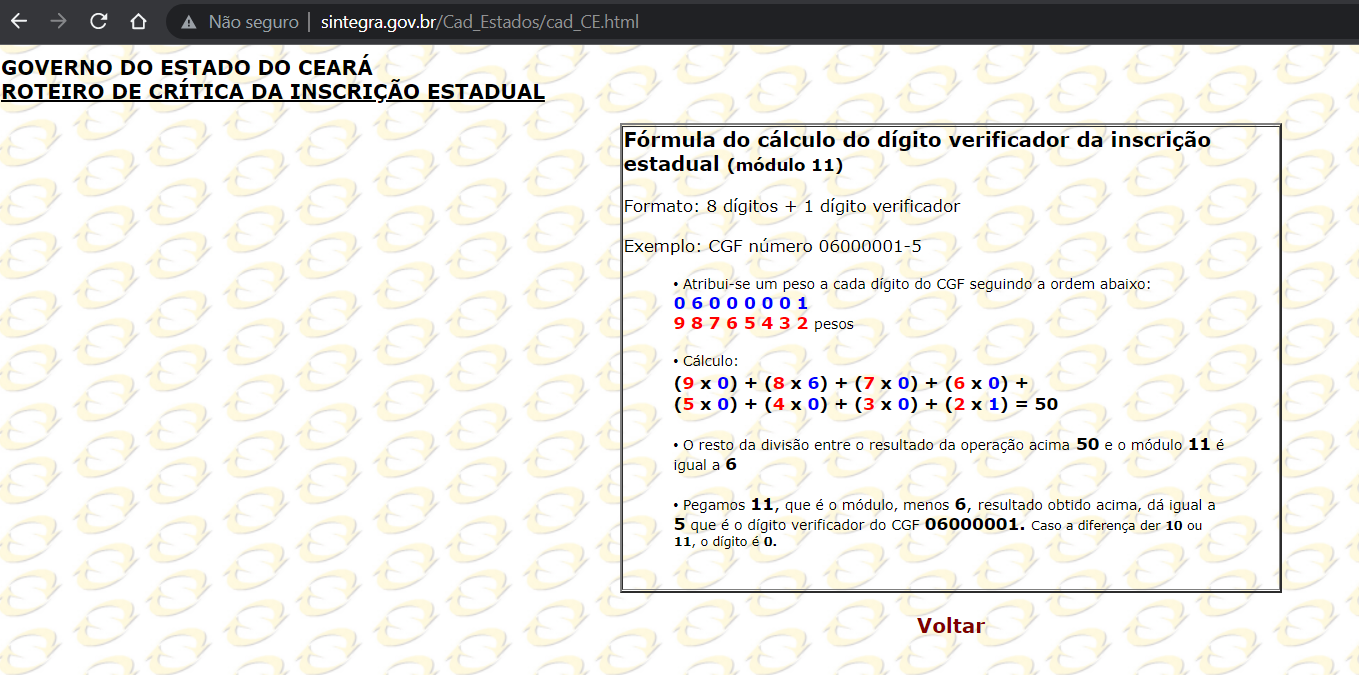 Não seguro | sintegra.gov.br/Cad_Estados/cad_CE.html
GOVERNO DO ESTADO DO CEARÁ
ROTEIRO DE CRÍTICA DA INSCRIÇÃO ESTADUAL
Fórmula do cálculo do dígito verificador da inscrição
estadual (módulo 11)
Formato: 8 dígitos + 1 dígito verificador
Exemplo: CGF número 06000001-5
• Atribui-se um peso a cada dígito do CGF seguindo a ordem abaixo:
0 6 0 0 0 0 0 1
9 8 7 6 5 4 3 2 pesos
• Cálculo:
(9 x 0) + (8 x 6) + (7 x 0) + (6 x 0) +
(5 x 0) + (4 x 0) + (3 x 0) + (2 x 1) = 50
• O resto da divisão entre o resultado da operação acima 50 e o módulo 11 é
igual a 6
• Pegamos 11, que é o módulo, menos 6, resultado obtido acima, dá igual a
5 que é o dígito verificador do CGF 06000001. Caso a diferença der 10 ou
11, o dígito é 0.
Voltar